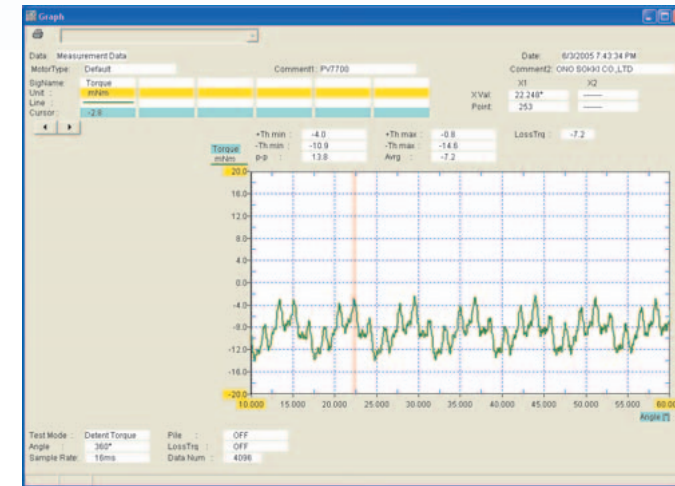 Graph
Data: Measurement Data Date: 6/3/2005 7:43:34 PM
MotorType: Default Comment1: PV7700 Comment2: ONO SOKKI CO.,LTD
SigName: Torque X1 X2
Unit : mNm XVal: 22.248°
Line : Point: 253
Cursor: -2.8
+Th min : -4.0 +Th max : -0.8 LossTrq : -7.2
Torque -Th min : -10.9 -Th max : -14.6
mNm p-p : 13.8 Avrg : -7.2
20.0
16.0
12.0
8.0
4.0
0.0
-4.0
-8.0
-12.0
-20.0
10.000 15.000 20.000 25.000 30.000 35.000 40.000 45.000 50.000 55.000 60.00
Angle [°]
Test Mode : Detent Torque Pile : OFF
Angle : 360° LossTrq : OFF
Sample Rate: 16ms Data Num : 4096